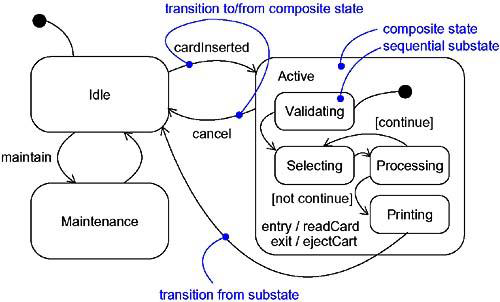 transition to/from composite state
cardInserted
composite state
sequential substate
Active
Idle
Validating
cancel
[continue]
maintain
Selecting
Processing
[not continue]
Maintenance
Printing
entry / readCard
exit / ejectCart
transition from substate